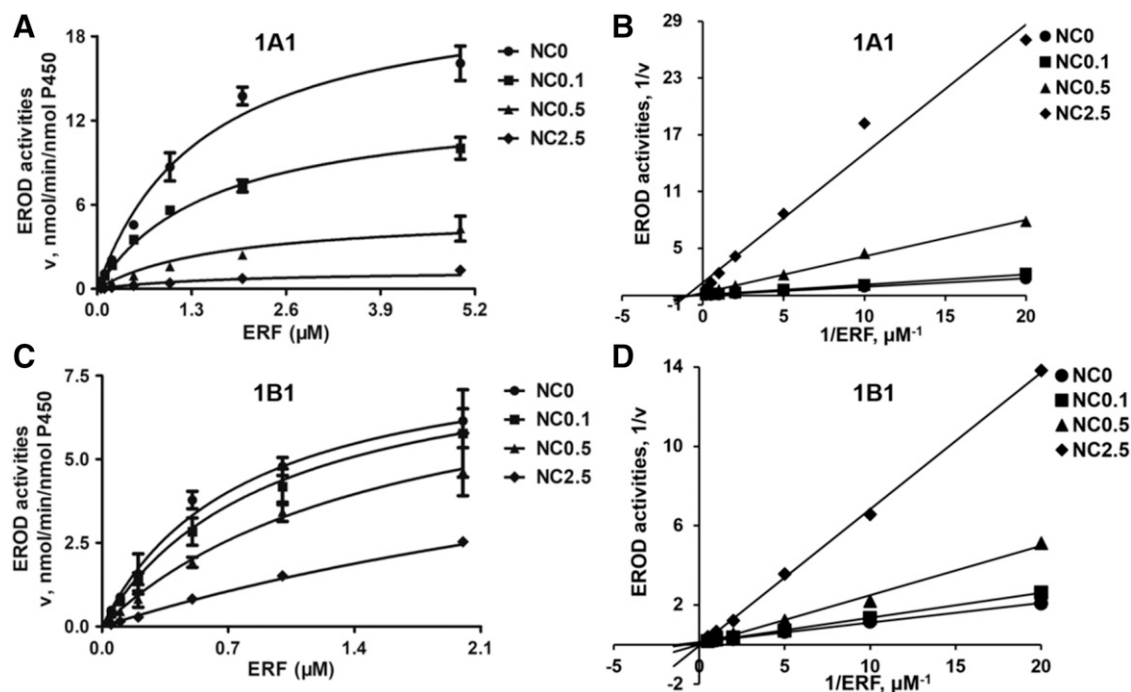 A
1A1
18
12
6
0
0.0
1.3
2.6
3.9
5.2
EROD activities
v, nmol/min/nmol P450
ERF (µM)
NC0
NC0.1
NC0.5
NC2.5
B
1A1
29
23
17
11
5
-1
-5
0
5
10
15
20
EROD activities, 1/v
1/ERF, µM-1
NC0
NC0.1
NC0.5
NC2.5
C
1B1
7.5
5.0
2.5
0.0
0.0
0.7
1.4
2.1
EROD activities
v, nmol/min/nmol P450
ERF (µM)
NC0
NC0.1
NC0.5
NC2.5
D
1B1
14
10
6
2
-2
-5
0
5
10
15
20
EROD activities, 1/v
1/ERF, µM-1
NC0
NC0.1
NC0.5
NC2.5